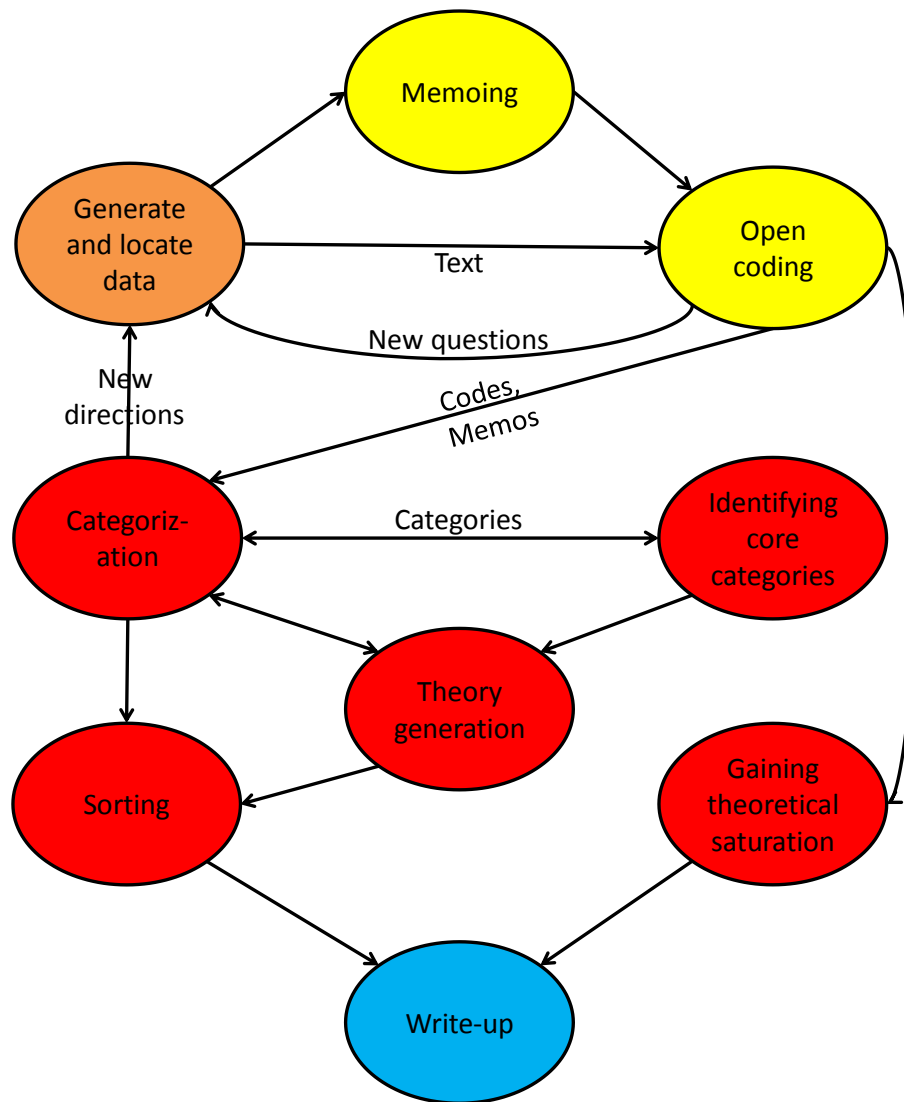 Memoing
Generate
and locate
data
Open
coding
Text
New questions
New
directions
Codes,
Memos
Categoriz-
ation
Categories
Identifying
core
categories
Theory
generation
Sorting
Gaining
theoretical
saturation
Write-up